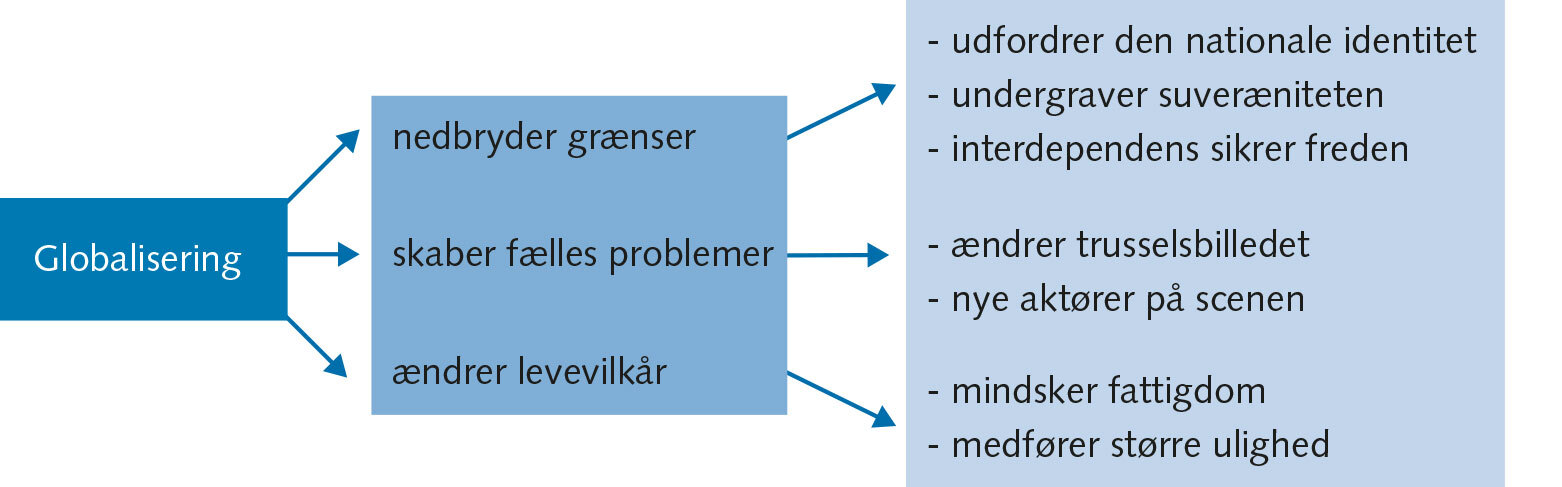 Globalisering
nedbryder grænser
skaber fælles problemer
ændrer levevilkår
- udfordrer den nationale identitet
- undergraver suveræniteten
- interdependens sikrer freden
- ændrer trusselsbilledet
- nye aktører på scenen
- mindsker fattigdom
- medfører større ulighed